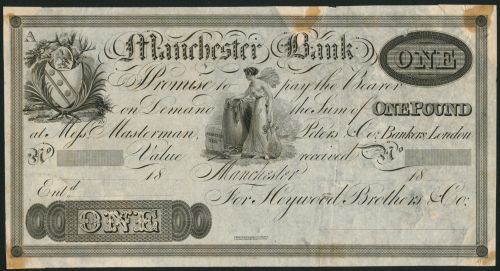 A
Manchester Bank
ONE
I Promise to pay the Bearer
on Demand the Sum of ONE POUND
at Mess. Masterman, Peters & Co. Bankers, London
No Value received No
18 Manchester 18
Ent.d For Heywood Brothers & Co.
ONE